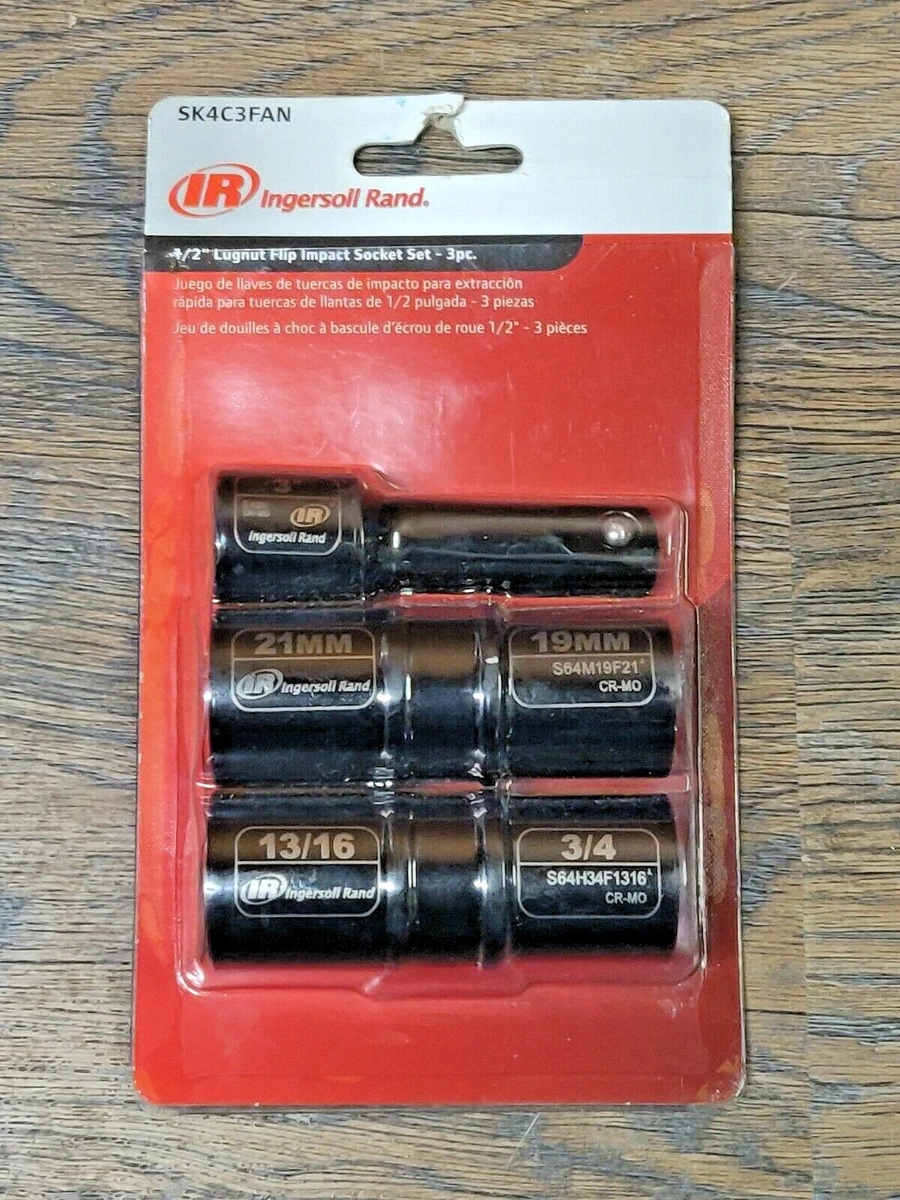 SK4C3FAN
IR Ingersoll Rand®
1/2" Lugnut Flip Impact Socket Set - 3pc.
Juego de llaves de tuercas de impacto para extracción
rápida para tuercas de llantas de 1/2 pulgada - 3 piezas
Jeu de douilles à choc à bascule d'écrou de roue 1/2" - 3 pièces
3"
IR
Ingersoll Rand
21MM
IR Ingersoll Rand
19MM
S64M19F21
CR-MO
13/16
IR Ingersoll Rand
3/4
S64H34F1316
CR-MO